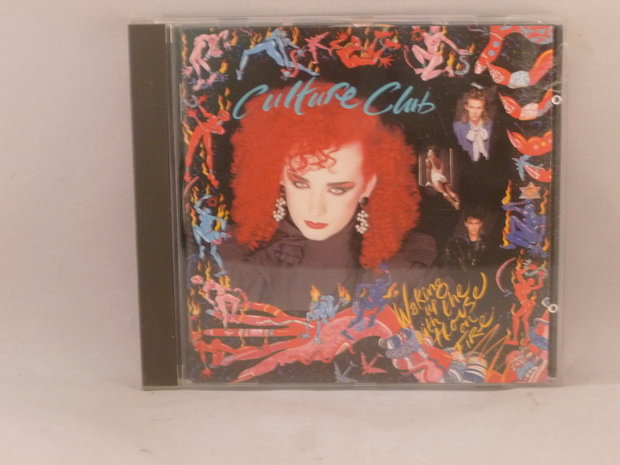 Culture Club
Waking
up
with the
House
on
Fire